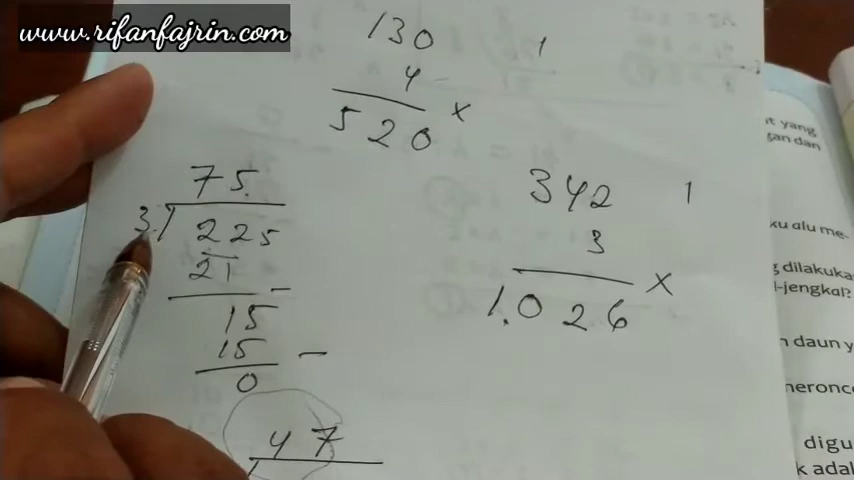 www.rifanfajrin.com
130
1
4
x
520
75
3
225
21
-
15
15
-
0
47
342
1
3
x
1.026
yang
gan dan
ku alu me-
g dilakuka
i-jengkal?
n daun y
neronce
digu
k adal